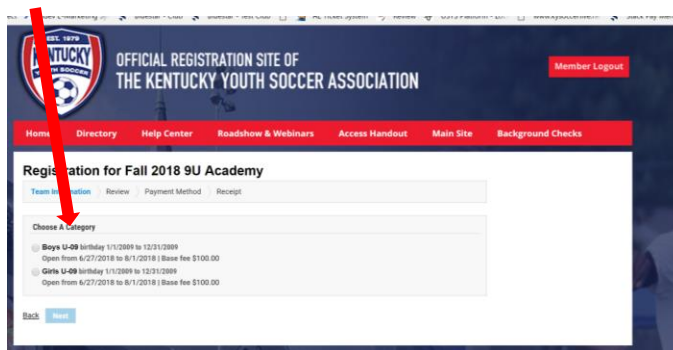 EST. 1979
KENTUCKY
YOUTH SOCCER
OFFICIAL REGISTRATION SITE OF
THE KENTUCKY YOUTH SOCCER ASSOCIATION
Member Logout
Home Directory Help Center Roadshow & Webinars Access Handout Main Site Background Checks
Registration for Fall 2018 9U Academy
Team Information Review Payment Method Receipt
Choose A Category
Boys U-09 birthday 1/1/2009 to 12/31/2009
Open from 6/27/2018 to 8/1/2018 | Base fee $100.00
Girls U-09 birthday 1/1/2009 to 12/31/2009
Open from 6/27/2018 to 8/1/2018 | Base fee $100.00
Back Next